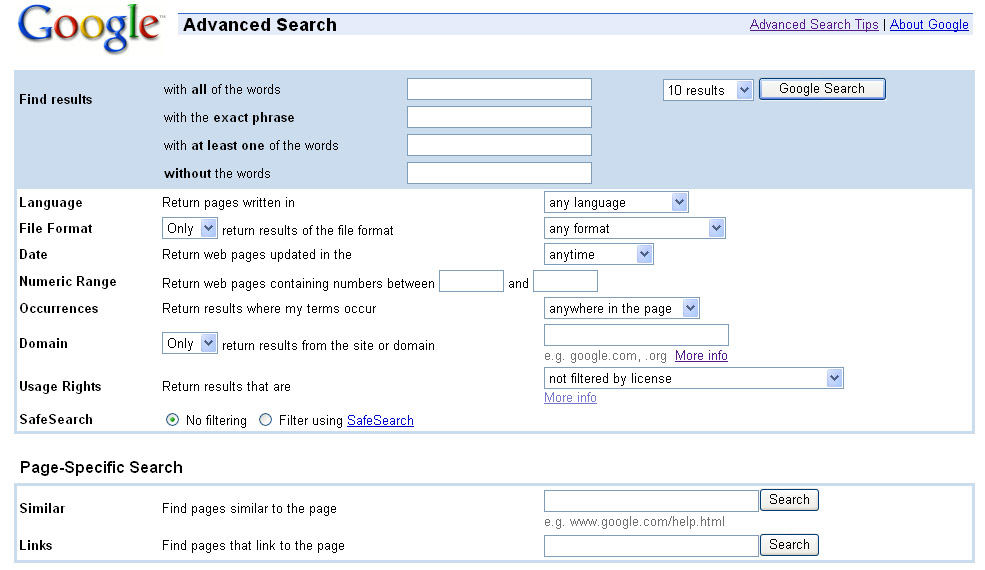 Google™ Advanced Search Advanced Search Tips | About Google
Find results with all of the words 10 results Google Search
with the exact phrase
with at least one of the words
without the words
Language Return pages written in any language
File Format Only return results of the file format any format
Date Return web pages updated in the anytime
Numeric Range Return web pages containing numbers between and
Occurrences Return results where my terms occur anywhere in the page
Domain Only return results from the site or domain
e.g. google.com, .org More info
Usage Rights Return results that are not filtered by license
More info
SafeSearch No filtering Filter using SafeSearch
Page-Specific Search
Similar Find pages similar to the page Search
e.g. www.google.com/help.html
Links Find pages that link to the page Search